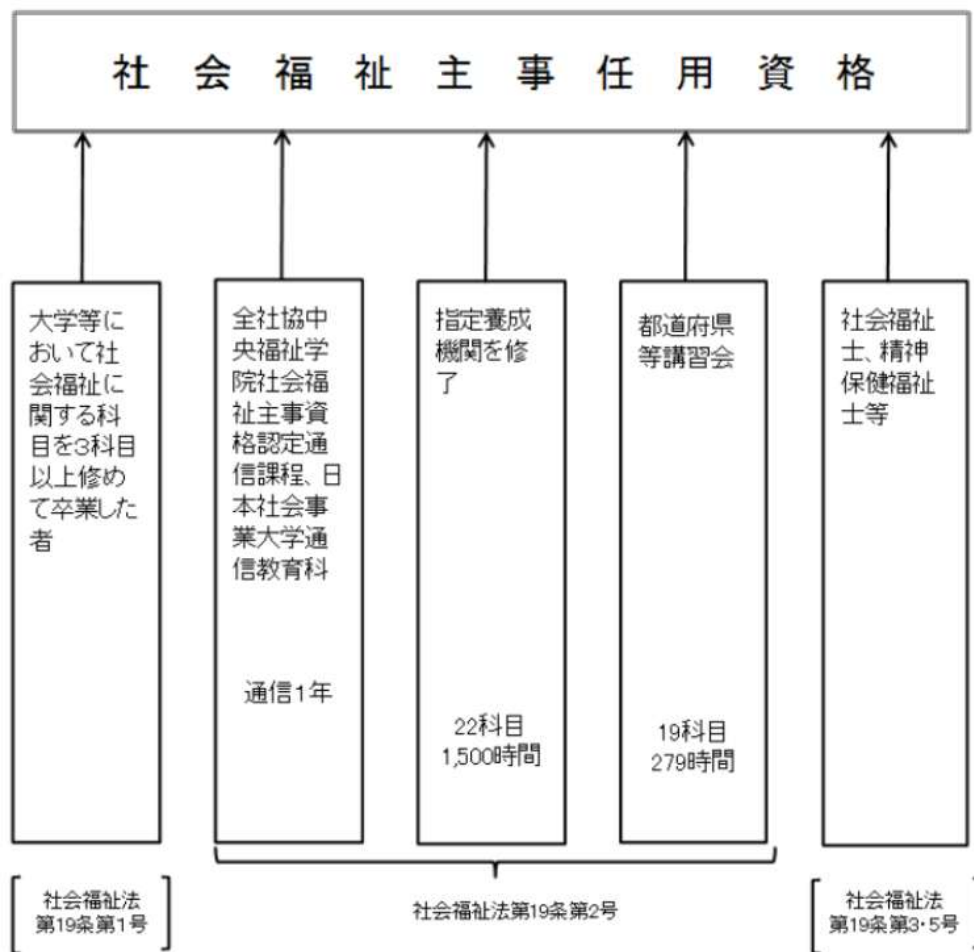 社会福祉主事任用資格
大学等に
おいて社
会福祉に
関する科
目を3科目
以上修め
て卒業した
者
全社協中
央福祉学
院社会福
祉主事資
格認定通
信課程、日
本社会事
業大学通
信教育科
通信1年
指定養成
機関を修
了
22科目
1,500時間
都道府県
等講習会
19科目
279時間
社会福祉
士、精神
保健福祉
士等
社会福祉法
第19条第1号
社会福祉法第19条第2号
社会福祉法
第19条第3・5号